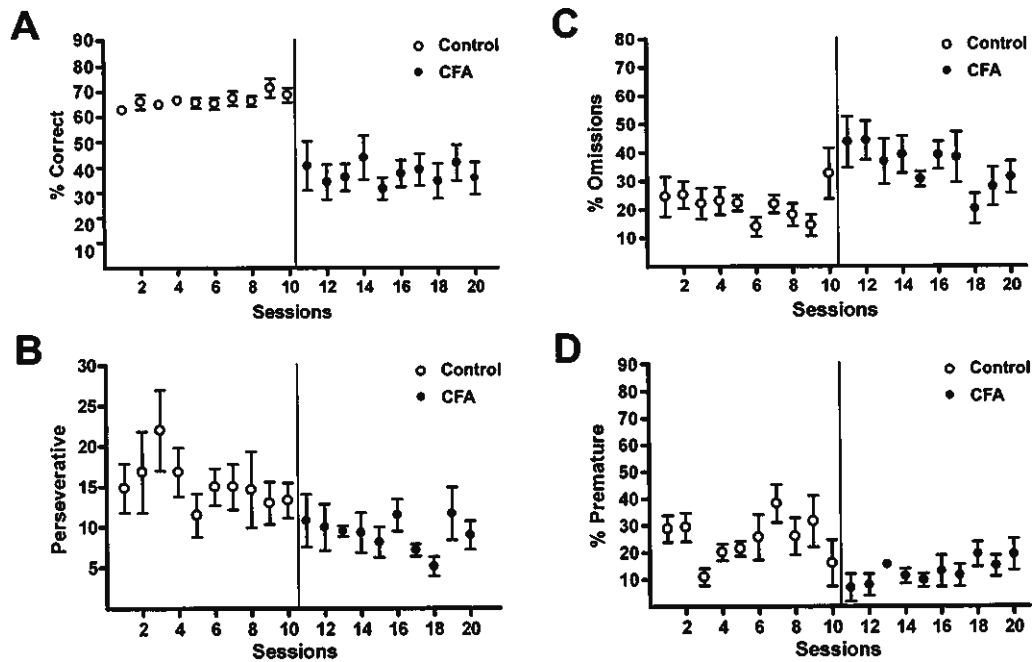 A
% Correct
90
80
70
60
50
40
30
20
10
Control
CFA
2 4 6 8 10 12 14 16 18 20
Sessions
B
Perseverative
30
25
20
15
10
5
Control
CFA
2 4 6 8 10 12 14 16 18 20
Sessions
C
% Omissions
80
70
60
50
40
30
20
10
Control
CFA
2 4 6 8 10 12 14 16 18 20
Sessions
D
% Premature
90
80
70
60
50
40
30
20
10
Control
CFA
2 4 6 8 10 12 14 16 18 20
Sessions